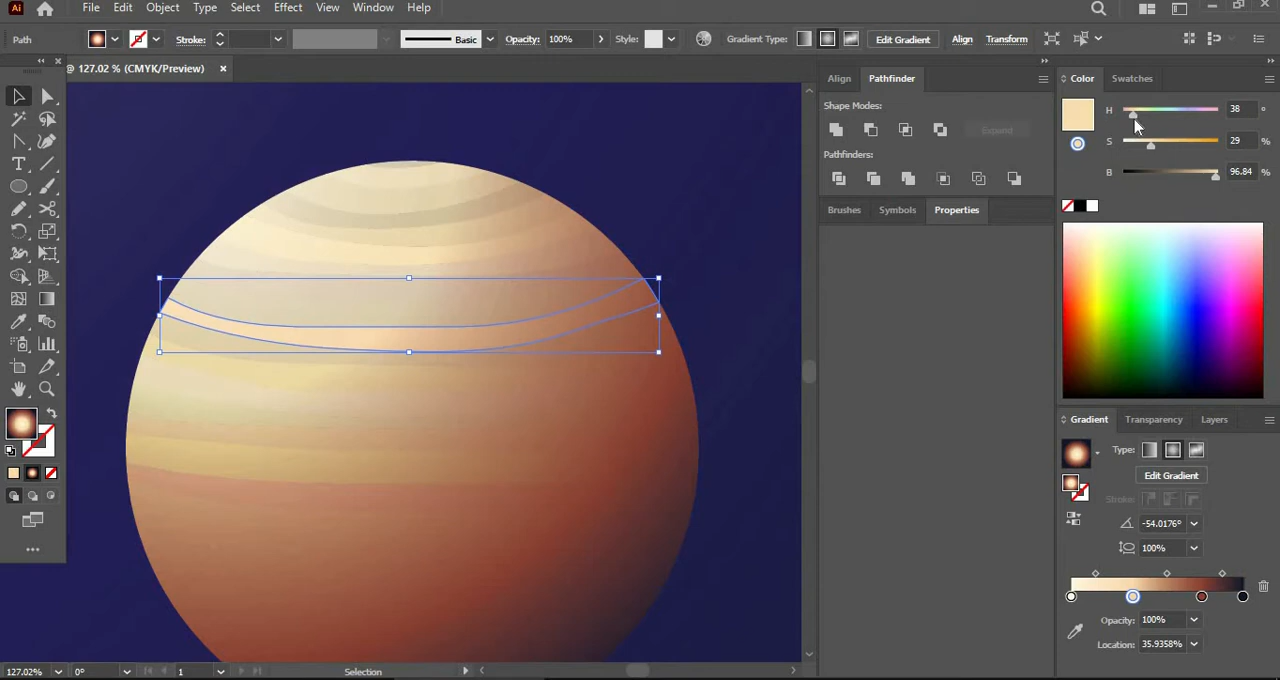 Ai File Edit Object Type Select Effect View Window Help
Path Stroke: Basic Opacity: 100% Style: Gradient Type: Edit Gradient Align Transform
@ 127.02 % (CMYK/Preview) ×
Align Pathfinder
Shape Modes:
Expand
Pathfinders:
Brushes Symbols Properties
Color Swatches
H 38 °
S 29 %
B 96.84 %
Gradient Transparency Layers
Type:
Edit Gradient
Stroke:
-54.0176°
100%
Opacity: 100%
Location: 35.9358%
127.02% 0° 1 Selection